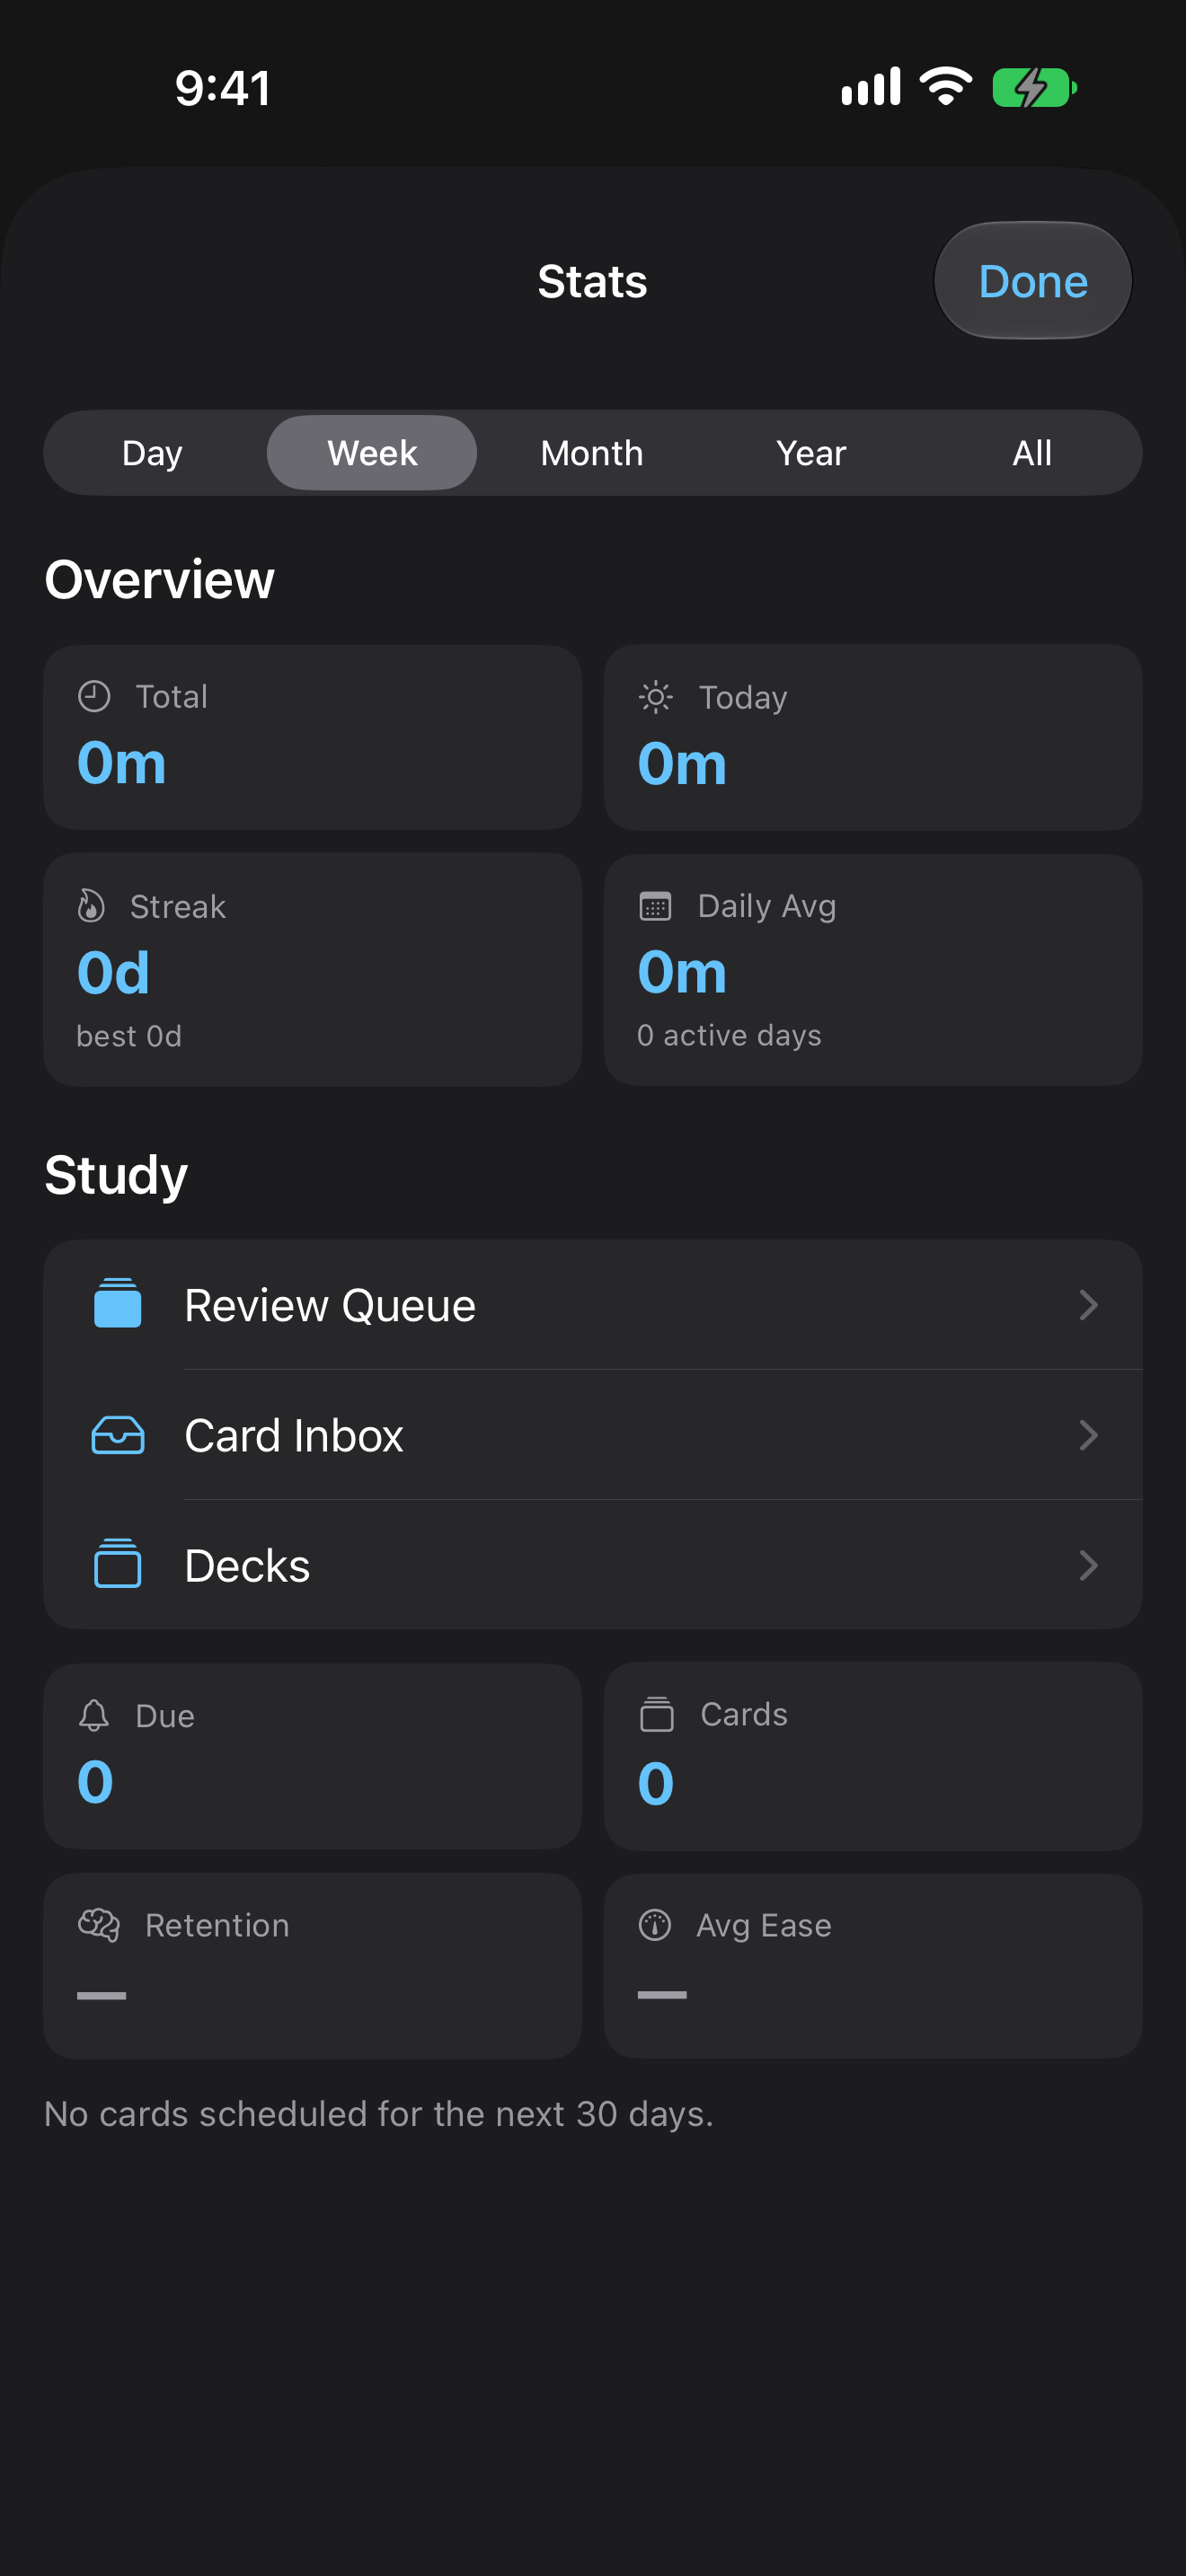 9:41
Stats
Done
Day Week Month Year All
Overview
Total
0m
Today
0m
Streak
0d
best 0d
Daily Avg
0m
0 active days
Study
Review Queue
Card Inbox
Decks
Due
0
Cards
0
Retention
—
Avg Ease
—
No cards scheduled for the next 30 days.